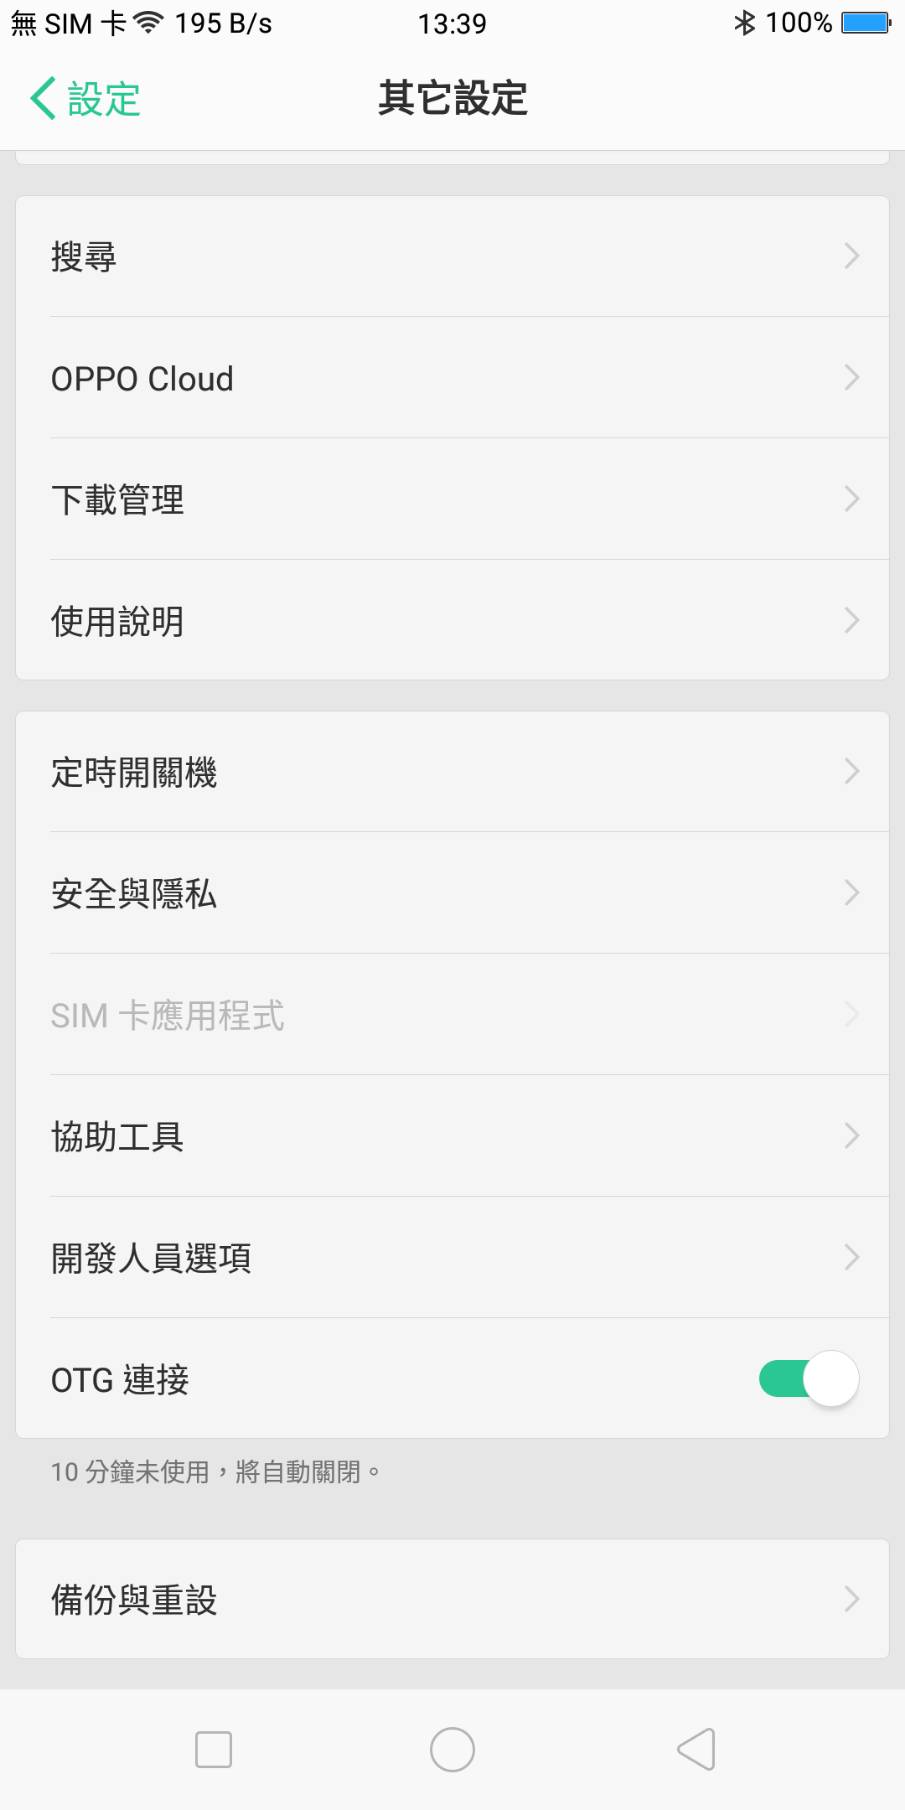 無 SIM 卡 195 B/s 13:39 100%
設定 其它設定
搜尋
OPPO Cloud
下載管理
使用說明
定時開關機
安全與隱私
SIM 卡應用程式
協助工具
開發人員選項
OTG 連接
10 分鐘未使用，將自動關閉。
備份與重設